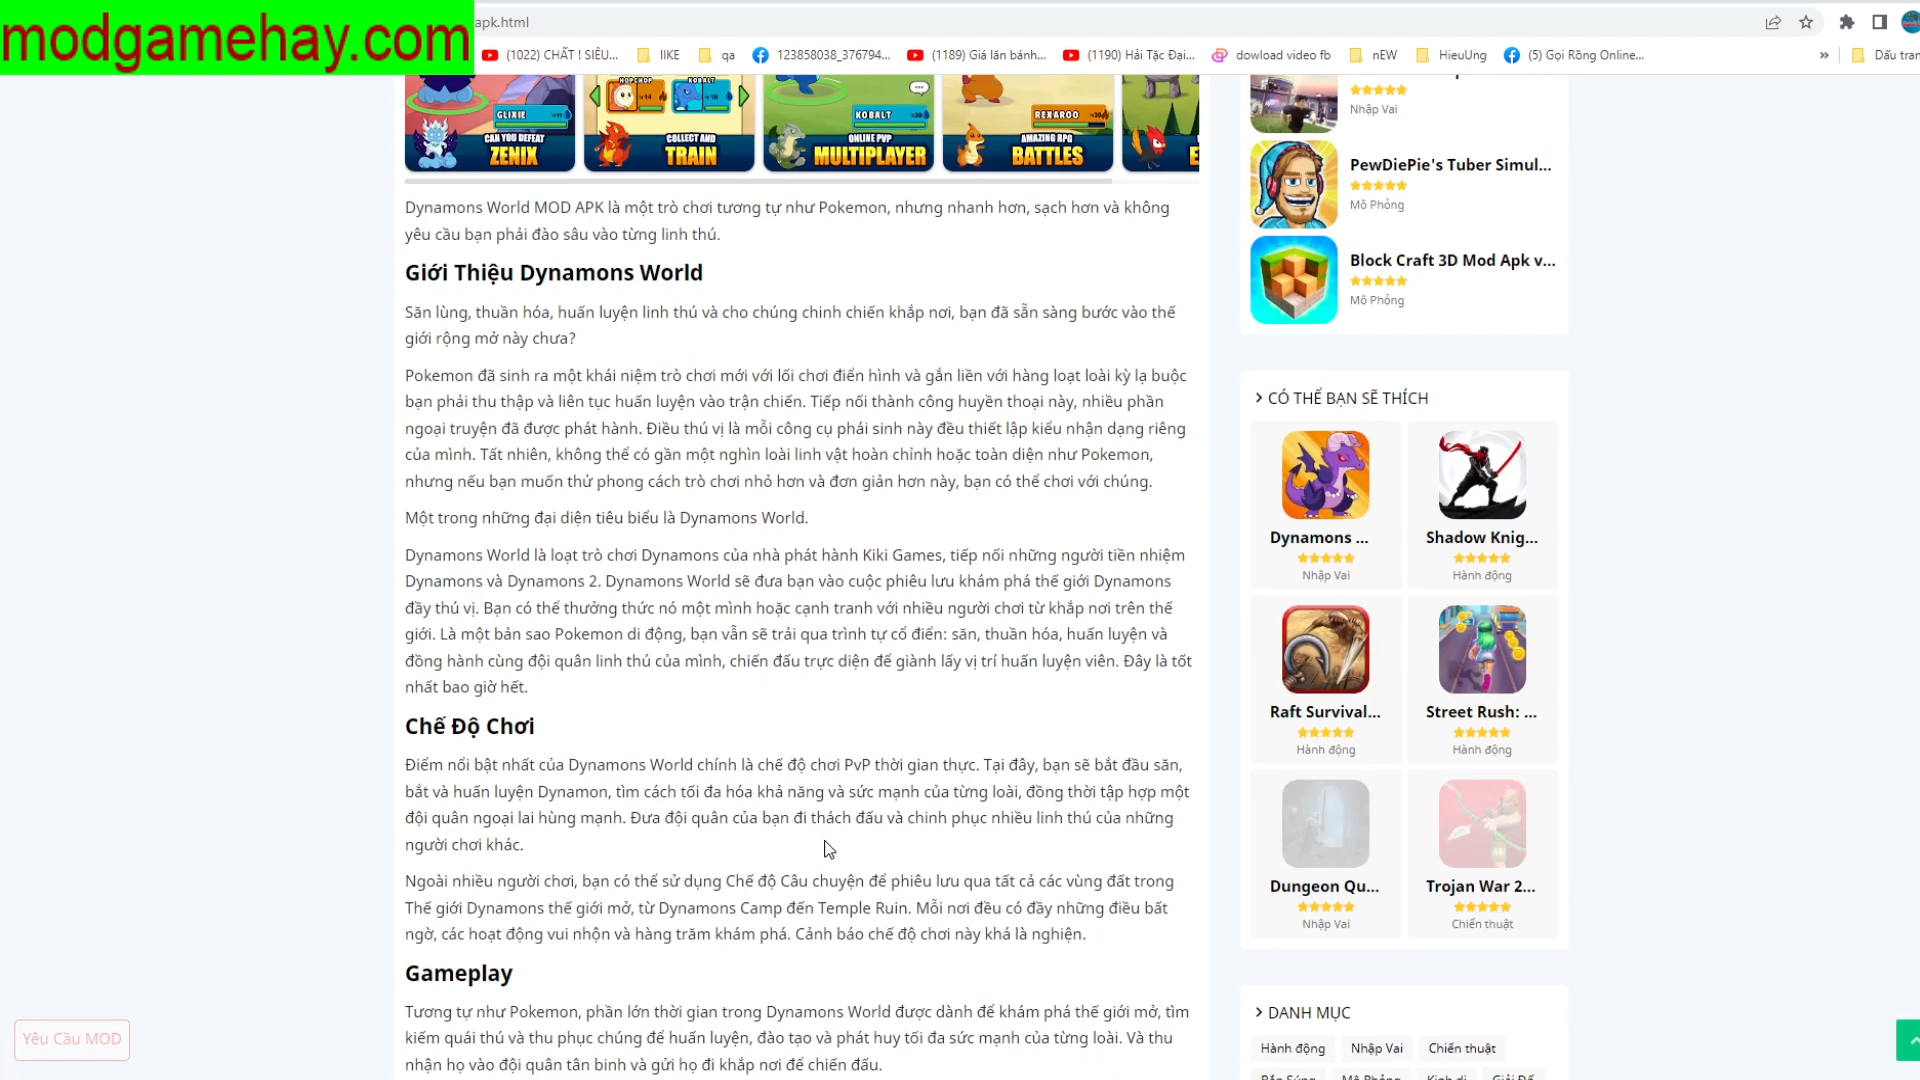 modgamehay.com
apk.html
(1022) CHẤT ! SIÊU...
IIKE
qa
123858038_376794...
(1189) Giá lăn bánh...
(1190) Hải Tặc Đại...
dowload video fb
nEW
HieuUng
(5) Gọi Rồng Online...
»
Dấu tran
GLIXIE
CAN YOU DEFEAT
ZENIX
HOPCHOP
KOBALT
COLLECT AND
TRAIN
KOBALT
ONLINE PVP
MULTIPLAYER
REXAROO
AMAZING RPG
BATTLES
Dynamons World MOD APK là một trò chơi tương tự như Pokemon, nhưng nhanh hơn, sạch hơn và không
yêu cầu bạn phải đào sâu vào từng linh thú.
Giới Thiệu Dynamons World
Săn lùng, thuần hóa, huấn luyện linh thú và cho chúng chinh chiến khắp nơi, bạn đã sẵn sàng bước vào thế
giới rộng mở này chưa?
Pokemon đã sinh ra một khái niệm trò chơi mới với lối chơi điển hình và gắn liền với hàng loạt loài kỳ lạ buộc
bạn phải thu thập và liên tục huấn luyện vào trận chiến. Tiếp nối thành công huyền thoại này, nhiều phần
ngoại truyện đã được phát hành. Điều thú vị là mỗi công cụ phái sinh này đều thiết lập kiểu nhận dạng riêng
của mình. Tất nhiên, không thể có gần một nghìn loài linh vật hoàn chỉnh hoặc toàn diện như Pokemon,
nhưng nếu bạn muốn thử phong cách trò chơi nhỏ hơn và đơn giản hơn này, bạn có thể chơi với chúng.
Một trong những đại diện tiêu biểu là Dynamons World.
Dynamons World là loạt trò chơi Dynamons của nhà phát hành Kiki Games, tiếp nối những người tiền nhiệm
Dynamons và Dynamons 2. Dynamons World sẽ đưa bạn vào cuộc phiêu lưu khám phá thế giới Dynamons
đầy thú vị. Bạn có thể thưởng thức nó một mình hoặc cạnh tranh với nhiều người chơi từ khắp nơi trên thế
giới. Là một bản sao Pokemon di động, bạn vẫn sẽ trải qua trình tự cổ điển: săn, thuần hóa, huấn luyện và
đồng hành cùng đội quân linh thú của mình, chiến đấu trực diện để giành lấy vị trí huấn luyện viên. Đây là tốt
nhất bao giờ hết.
Chế Độ Chơi
Điểm nổi bật nhất của Dynamons World chính là chế độ chơi PvP thời gian thực. Tại đây, bạn sẽ bắt đầu săn,
bắt và huấn luyện Dynamon, tìm cách tối đa hóa khả năng và sức mạnh của từng loài, đồng thời tập hợp một
đội quân ngoại lai hùng mạnh. Đưa đội quân của bạn đi thách đấu và chinh phục nhiều linh thú của những
người chơi khác.
Ngoài nhiều người chơi, bạn có thể sử dụng Chế độ Câu chuyện để phiêu lưu qua tất cả các vùng đất trong
Thế giới Dynamons thế giới mở, từ Dynamons Camp đến Temple Ruin. Mỗi nơi đều có đầy những điều bất
ngờ, các hoạt động vui nhộn và hàng trăm khám phá. Cảnh báo chế độ chơi này khá là nghiện.
Gameplay
Tương tự như Pokemon, phần lớn thời gian trong Dynamons World được dành để khám phá thế giới mở, tìm
kiếm quái thú và thu phục chúng để huấn luyện, đào tạo và phát huy tối đa sức mạnh của từng loài. Và thu
nhận họ vào đội quân tân binh và gửi họ đi khắp nơi để chiến đấu.
Yêu Cầu MOD
Nhập Vai
PewDiePie's Tuber Simul...
Mô Phỏng
Block Craft 3D Mod Apk v...
Mô Phỏng
CÓ THỂ BẠN SẼ THÍCH
Dynamons ...
Nhập Vai
Shadow Knig...
Hành động
Raft Survival...
Hành động
Street Rush: ...
Hành động
Dungeon Qu...
Nhập Vai
Trojan War 2...
Chiến thuật
DANH MỤC
Hành động
Nhập Vai
Chiến thuật
Bắn Súng
Mô Phỏng
Kinh dị
Giải Đố